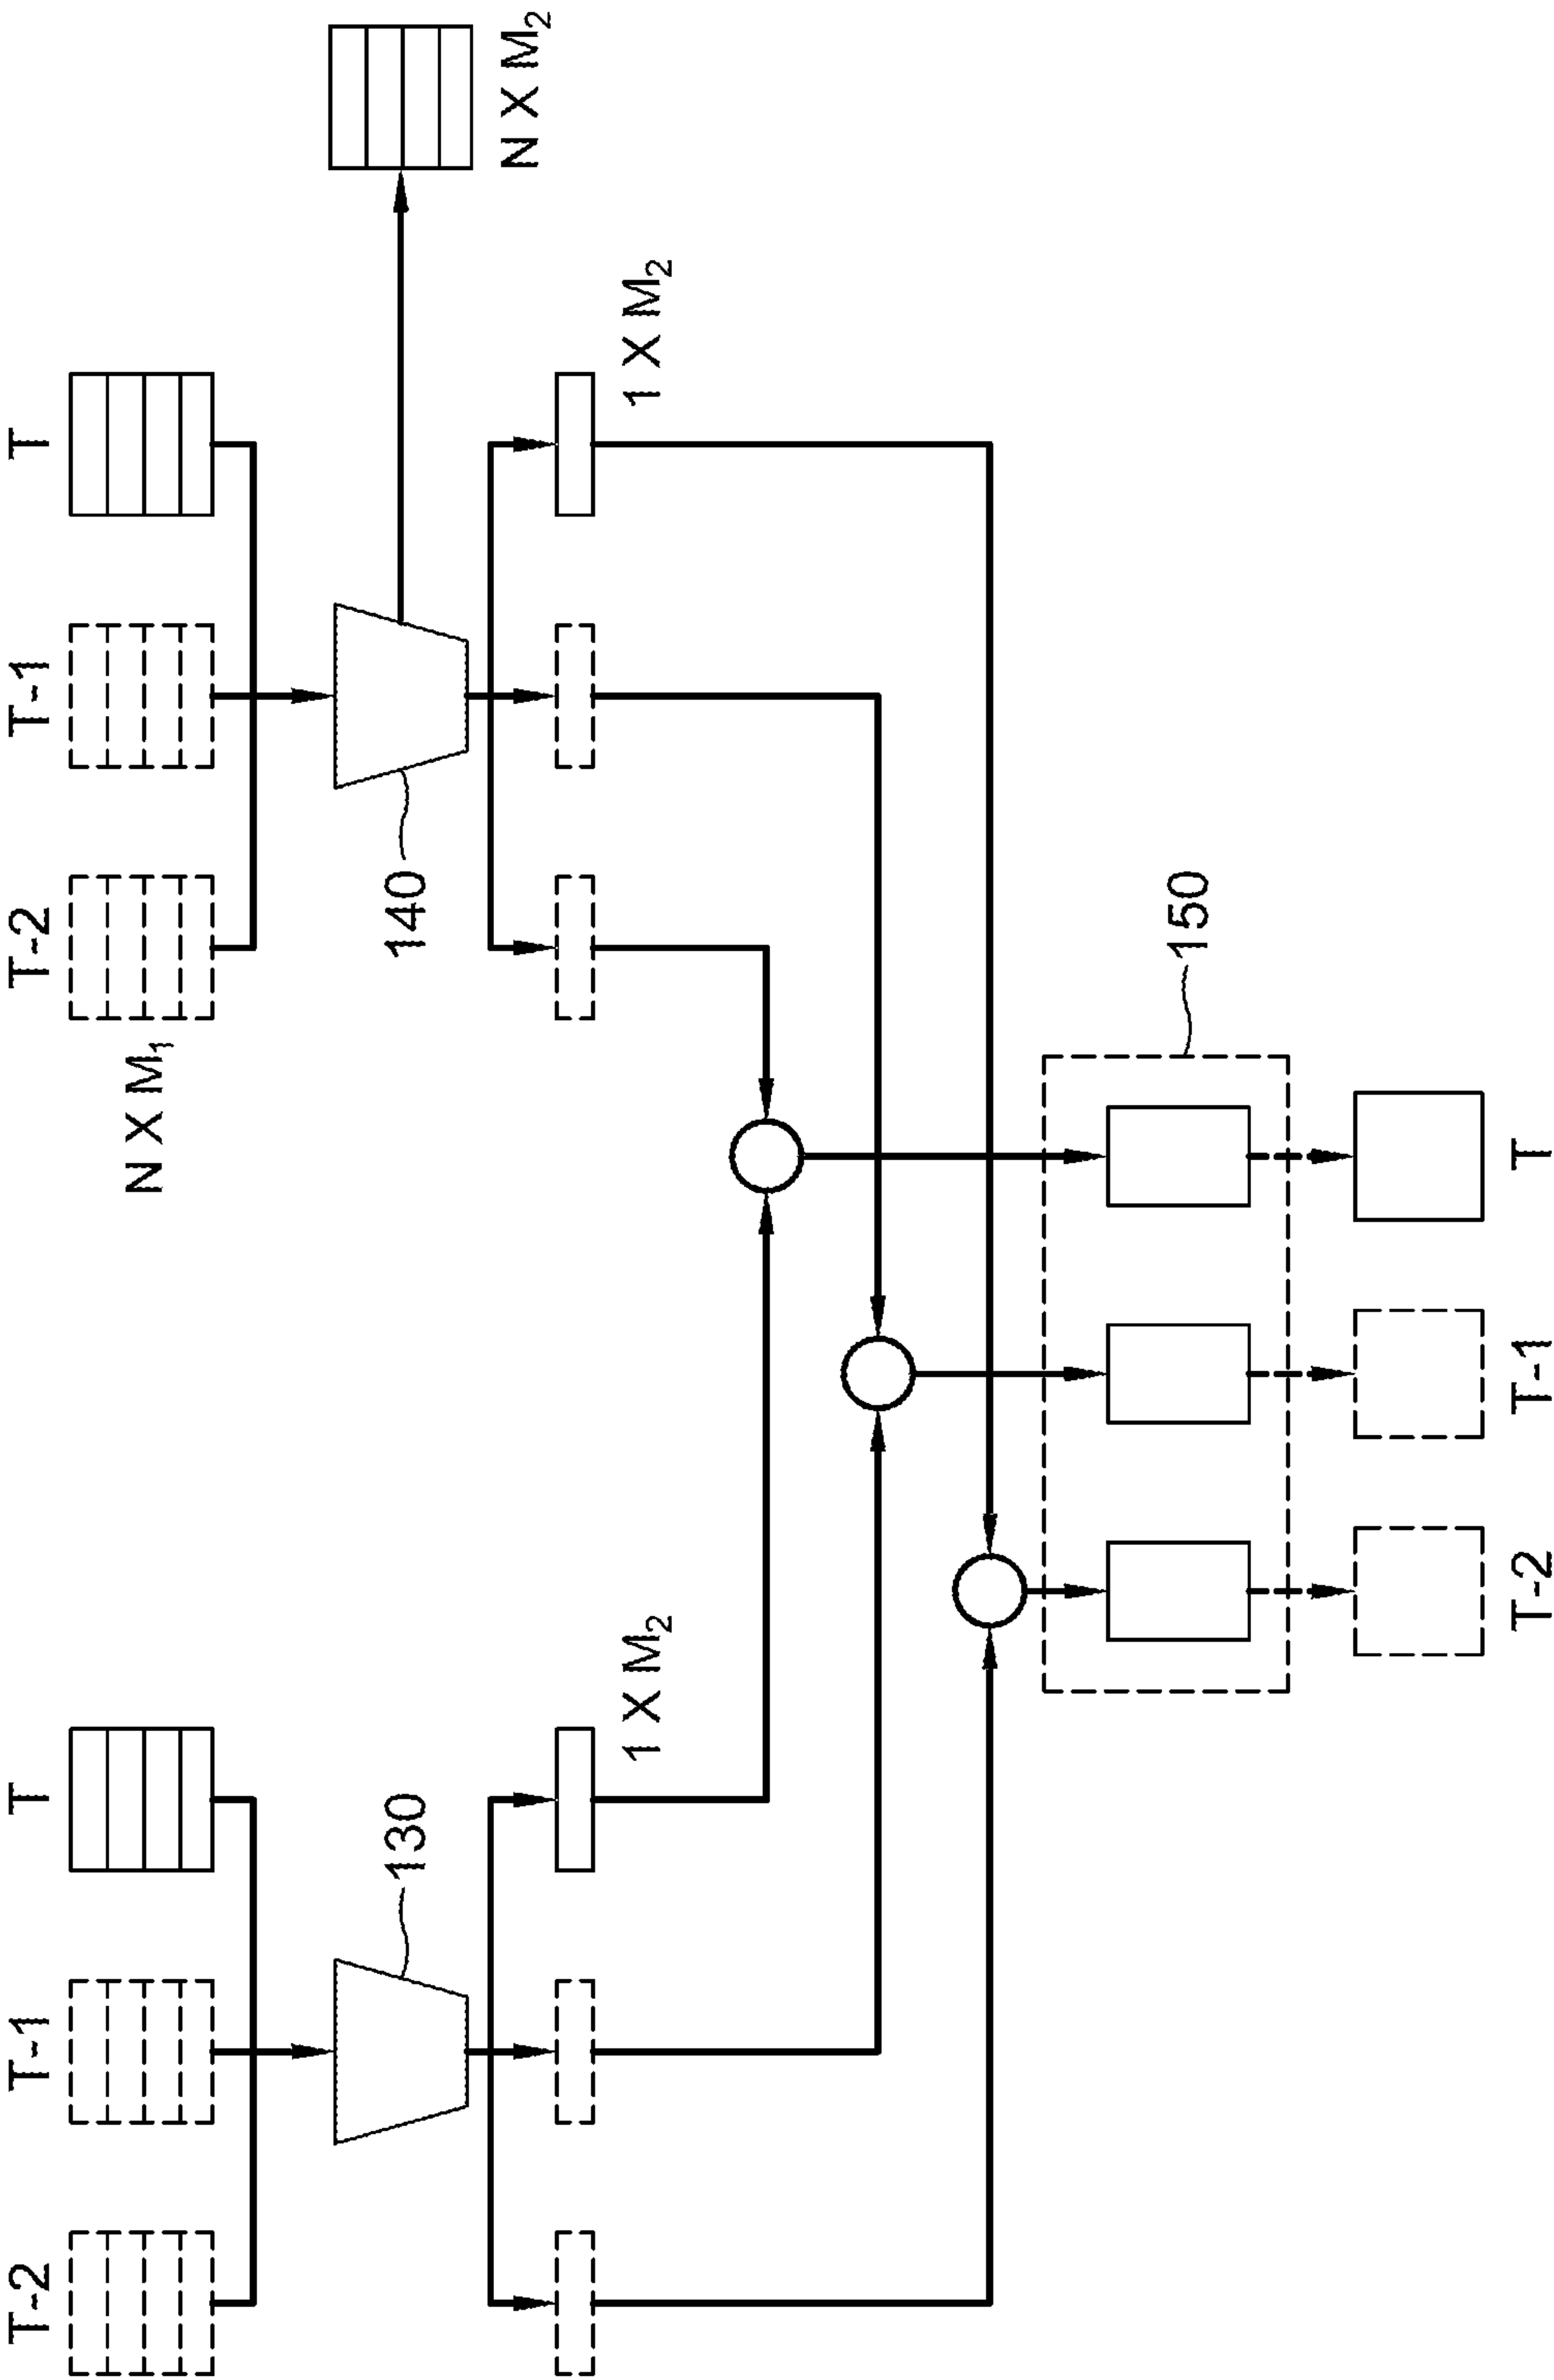 T-2 T-1 T T-2 T-1 T
N X M₁
130 140
N X M₂
1 X M₂ 1 X M₂
150
T-2 T-1 T